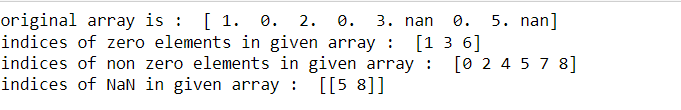 original array is :  [ 1.  0.  2.  0.  3. nan  0.  5. nan]
indices of zero elements in given array :  [1 3 6]
indices of non zero elements in given array :  [0 2 4 5 7 8]
indices of NaN in given array :  [[5 8]]